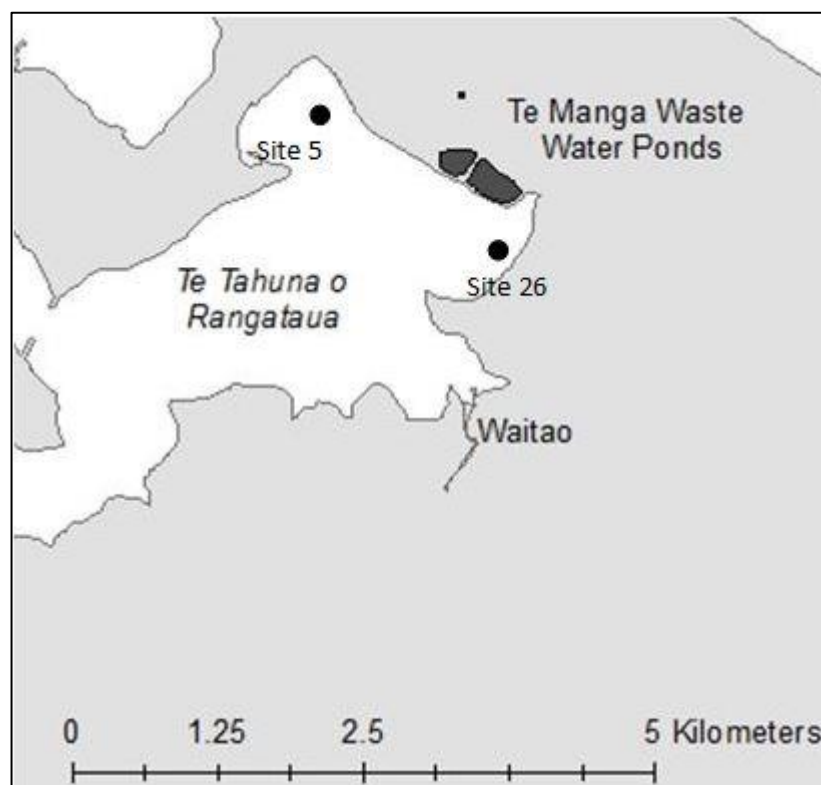 Te Manga Waste
Water Ponds
Site 5
Site 26
Te Tahuna o
Rangataua
Waitao
0 1.25 2.5 5 Kilometers